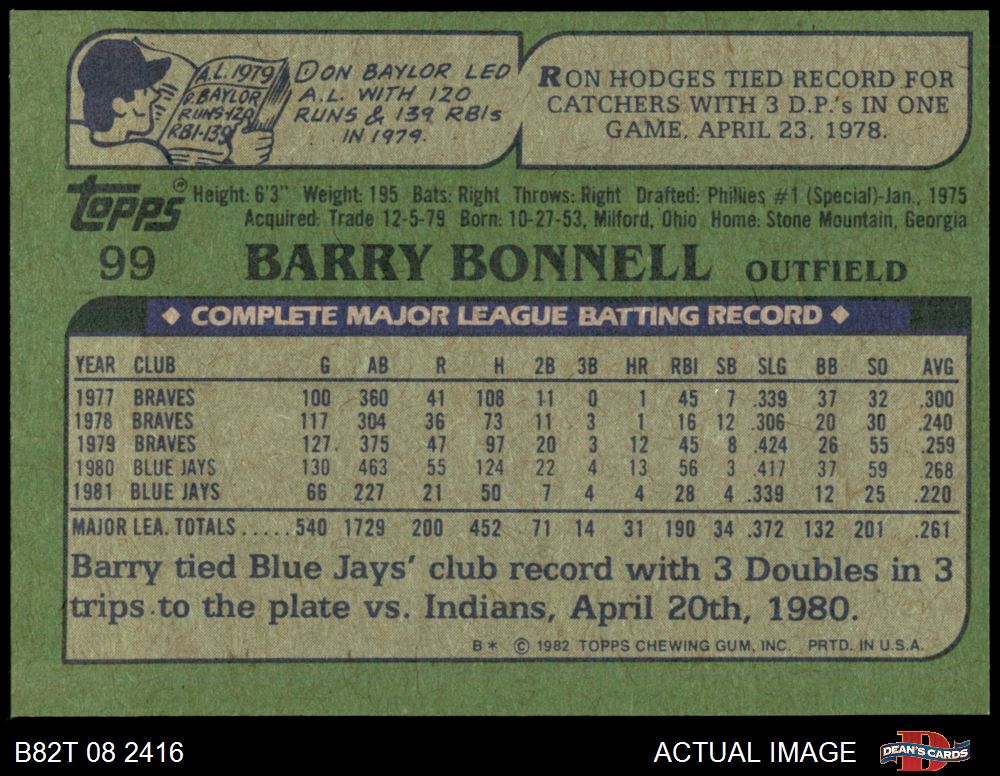 A.L. 1979
D. BAYLOR
RUNS-120
RBI-139
DON BAYLOR LED
A.L. WITH 120
RUNS & 139 RBIs
IN 1979.
RON HODGES TIED RECORD FOR
CATCHERS WITH 3 D.P.'s IN ONE
GAME, APRIL 23, 1978.
Topps® Height: 6'3" Weight: 195 Bats: Right Throws: Right Drafted: Phillies #1 (Special)-Jan., 1975
Acquired: Trade 12-5-79 Born: 10-27-53, Milford, Ohio Home: Stone Mountain, Georgia
99 BARRY BONNELL OUTFIELD
◆ COMPLETE MAJOR LEAGUE BATTING RECORD ◆
YEAR CLUB G AB R H 2B 3B HR RBI SB SLG BB SO AVG
1977 BRAVES 100 360 41 108 11 0 1 45 7 .339 37 32 .300
1978 BRAVES 117 304 36 73 11 3 1 16 12 .306 20 30 .240
1979 BRAVES 127 375 47 97 20 3 12 45 8 .424 26 55 .259
1980 BLUE JAYS 130 463 55 124 22 4 13 56 3 .417 37 59 .268
1981 BLUE JAYS 66 227 21 50 7 4 4 28 4 .339 12 25 .220
MAJOR LEA. TOTALS.....540 1729 200 452 71 14 31 190 34 .372 132 201 .261
Barry tied Blue Jays' club record with 3 Doubles in 3
trips to the plate vs. Indians, April 20th, 1980.
B* © 1982 TOPPS CHEWING GUM, INC. PRTD. IN U.S.A.
B82T 08 2416 ACTUAL IMAGE DEAN'S CARDS